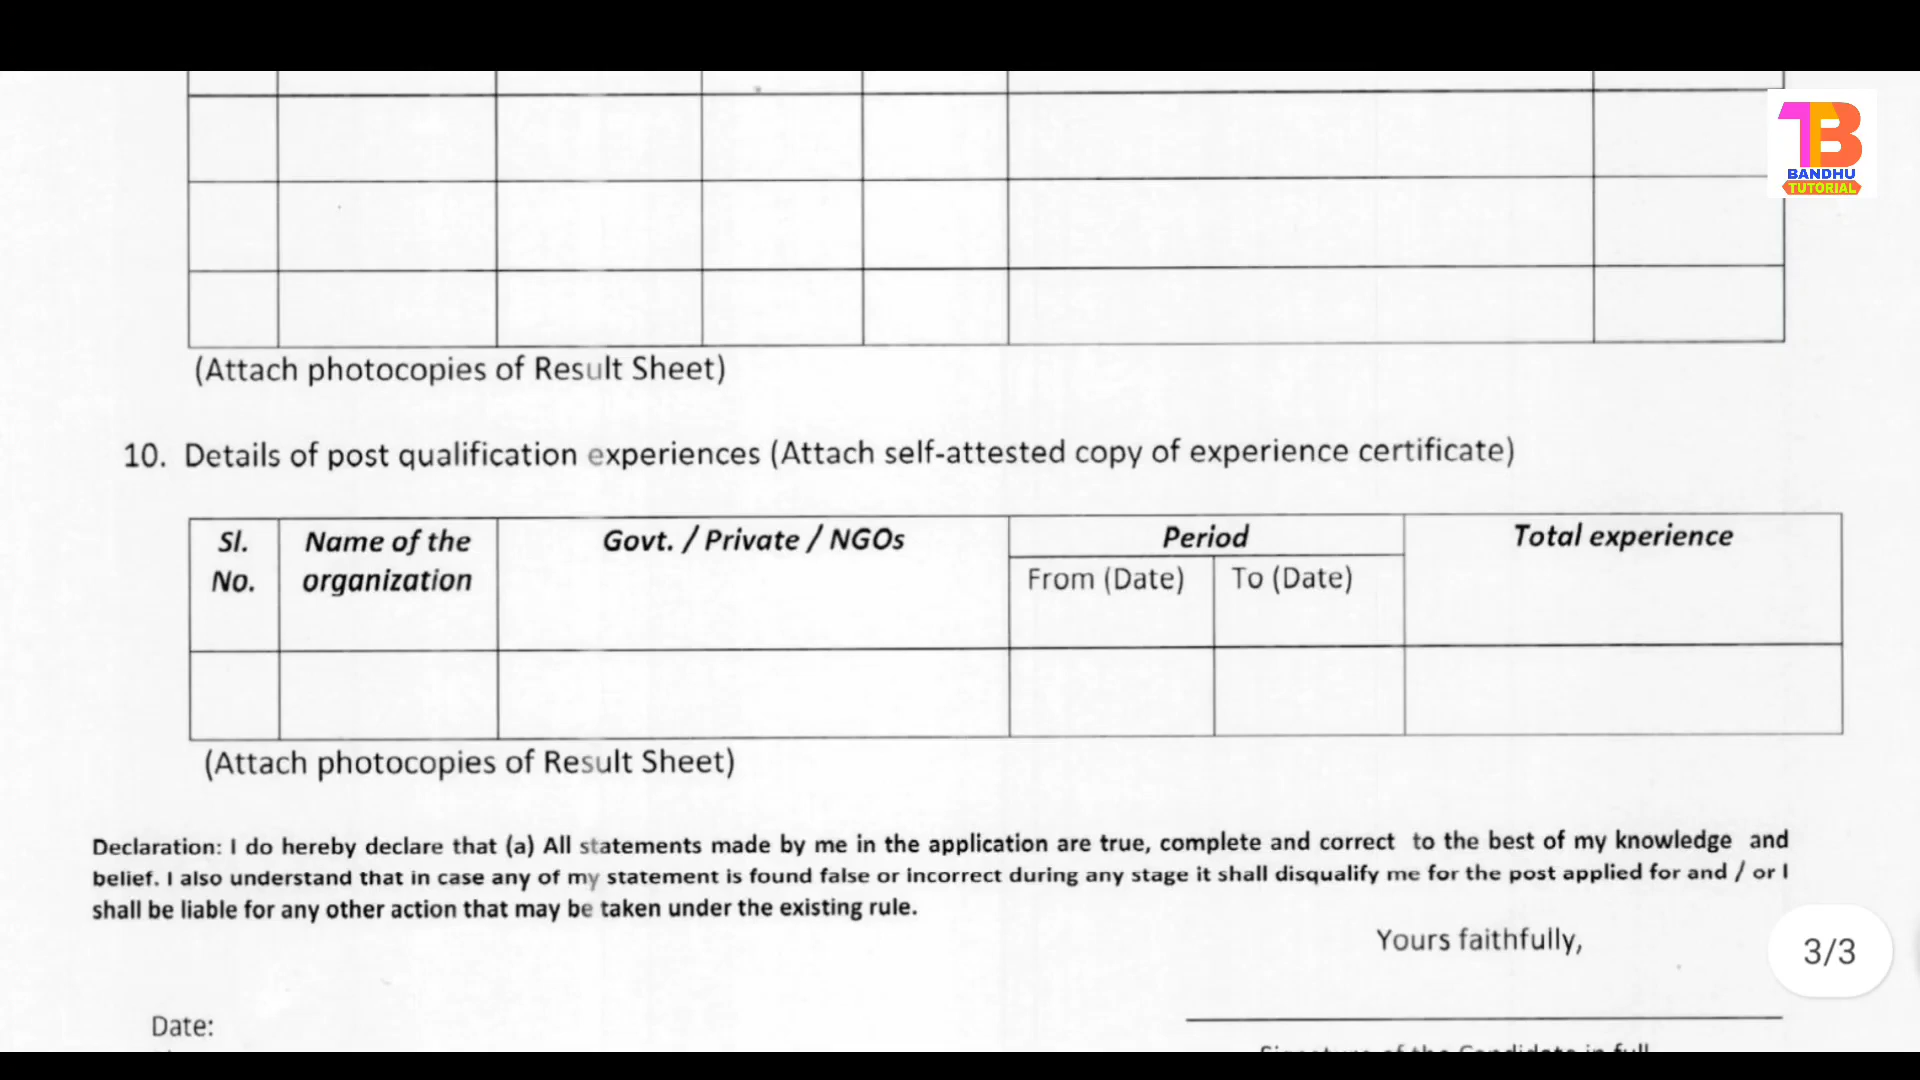 TB
BANDHU
TUTORIAL
(Attach photocopies of Result Sheet)
10. Details of post qualification experiences (Attach self-attested copy of experience certificate)
Sl. No.
Name of the organization
Govt. / Private / NGOs
Period
From (Date)
To (Date)
Total experience
(Attach photocopies of Result Sheet)
Declaration: I do hereby declare that (a) All statements made by me in the application are true, complete and correct to the best of my knowledge and
belief. I also understand that in case any of my statement is found false or incorrect during any stage it shall disqualify me for the post applied for and / or I
shall be liable for any other action that may be taken under the existing rule.
Yours faithfully,
3/3
Date: